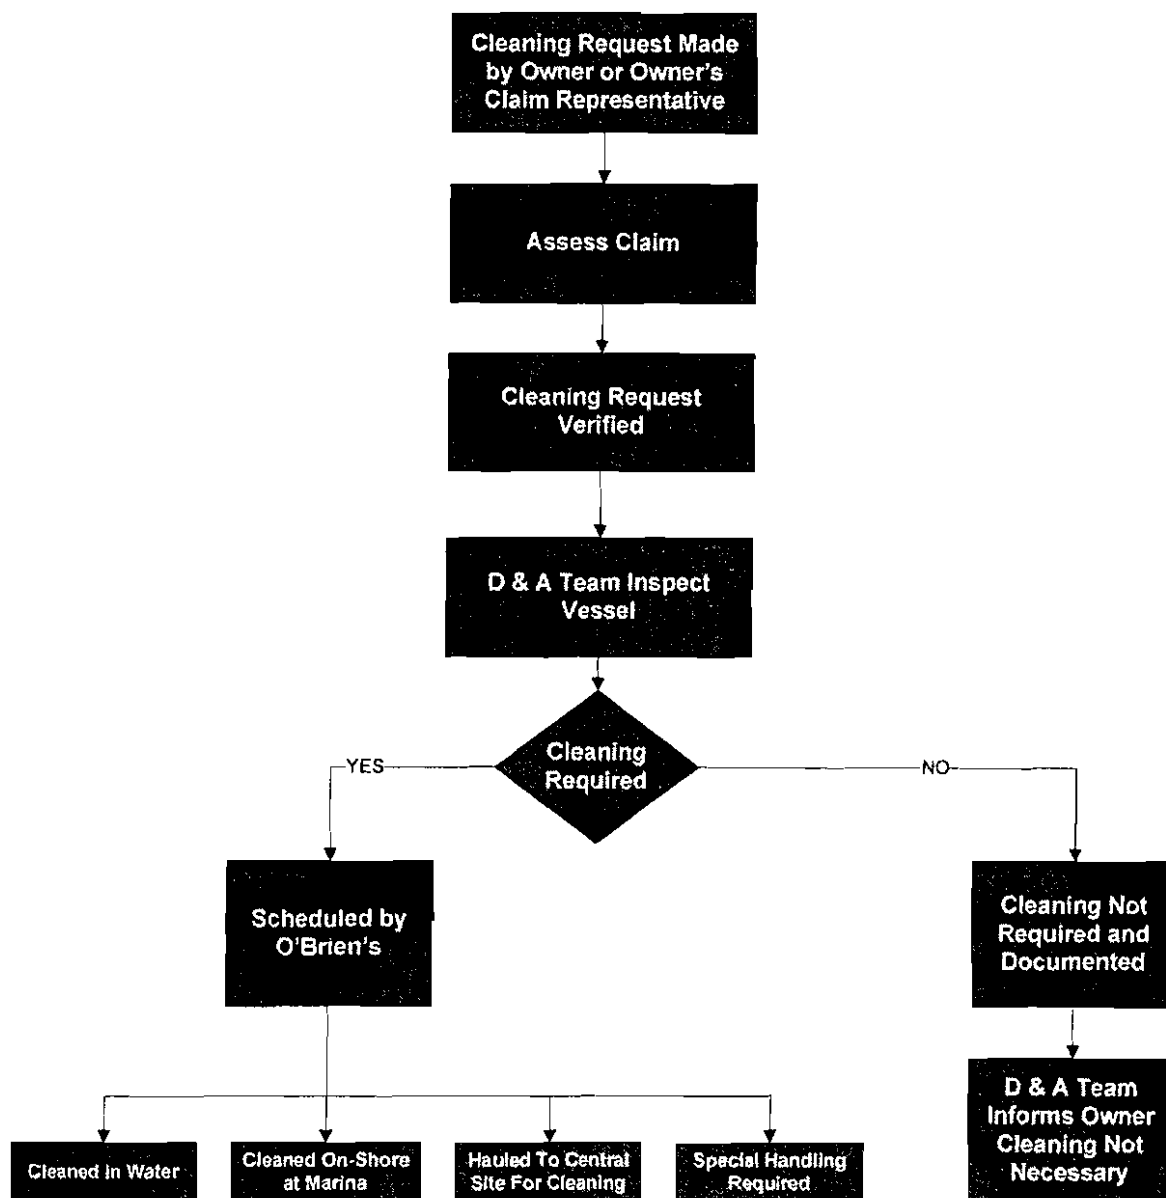 Cleaning Request Made
by Owner or Owner's
Claim Representative
Assess Claim
Cleaning Request
Verified
D & A Team Inspect
Vessel
Cleaning
Required
YES
NO
Scheduled by
O'Brien's
Cleaning Not
Required and
Documented
D & A Team
Informs Owner
Cleaning Not
Necessary
Cleaned in Water
Cleaned On-Shore
at Marina
Hauled To Central
Site For Cleaning
Special Handling
Required